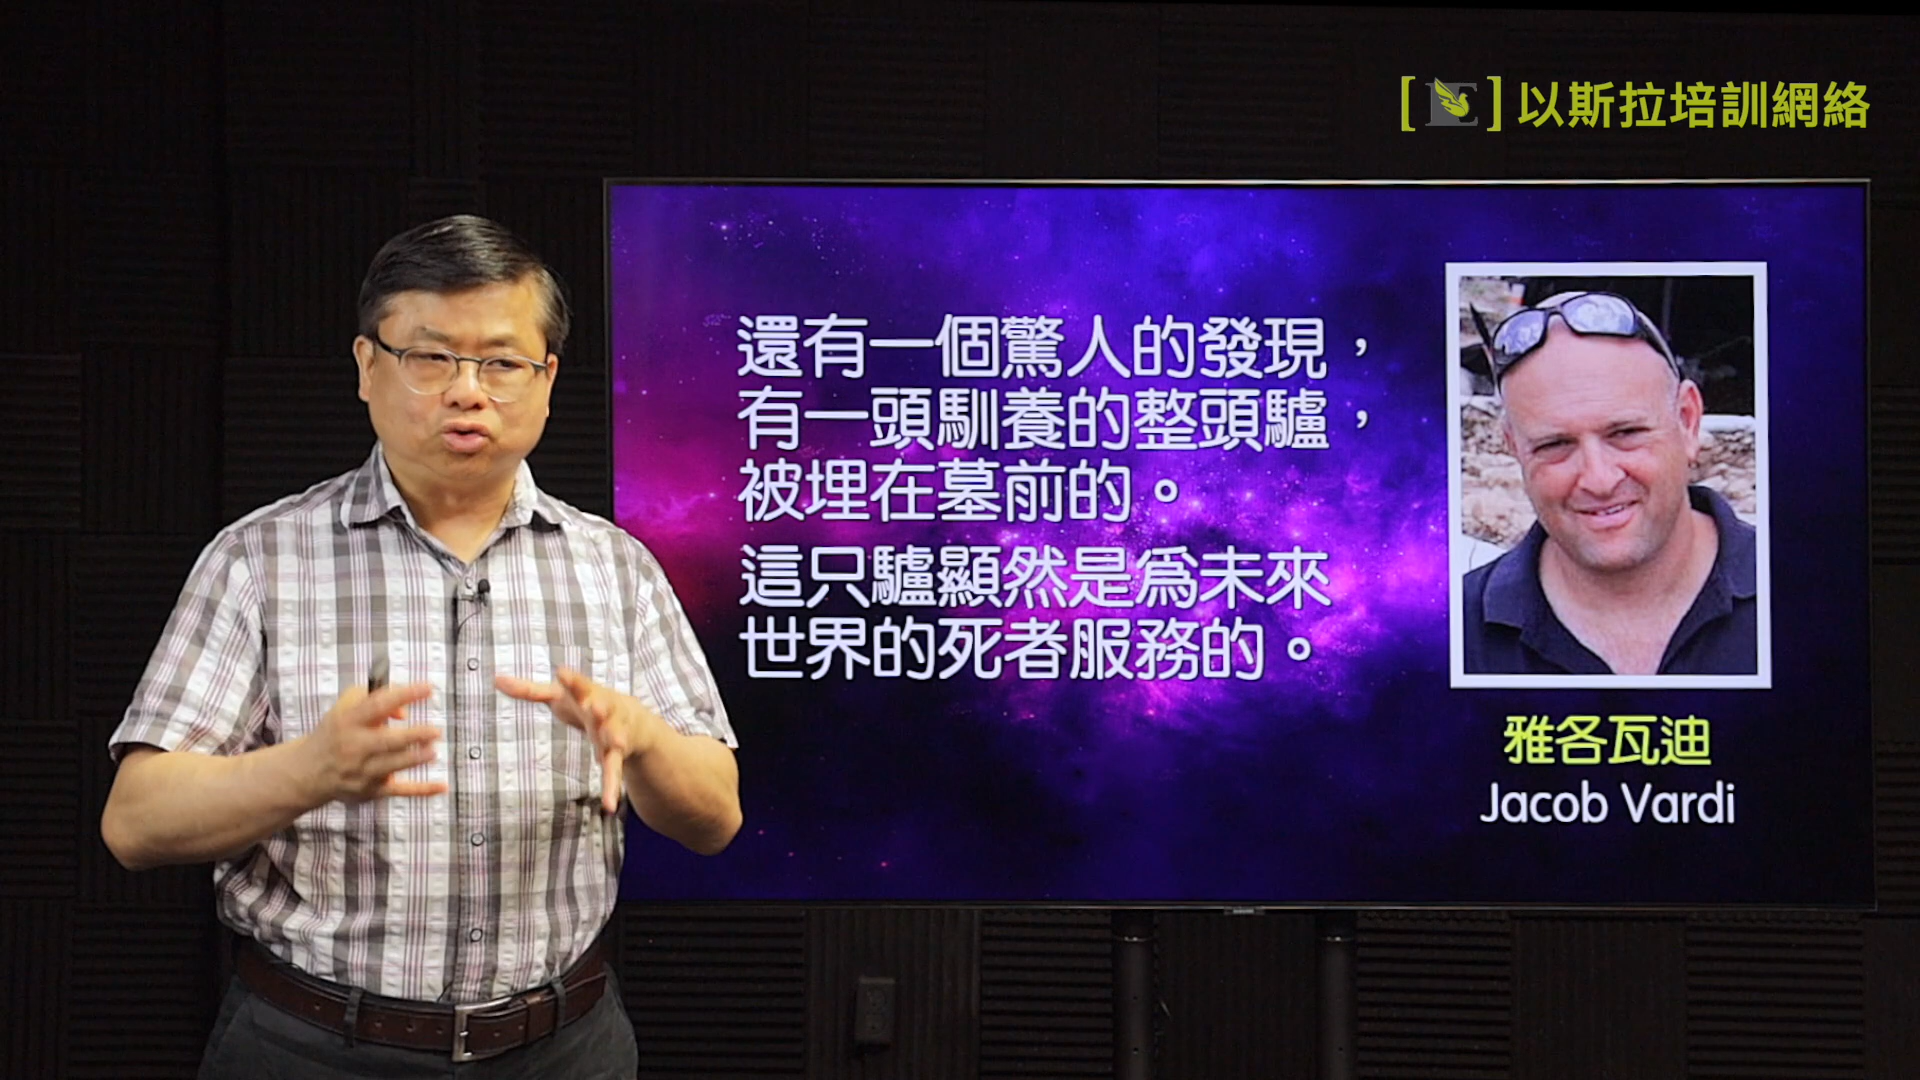 以斯拉培訓網絡
還有一個驚人的發現，
有一頭馴養的整頭驢，
被埋在墓前的。
這只驢顯然是為未來
世界的死者服務的。
雅各瓦迪
Jacob Vardi